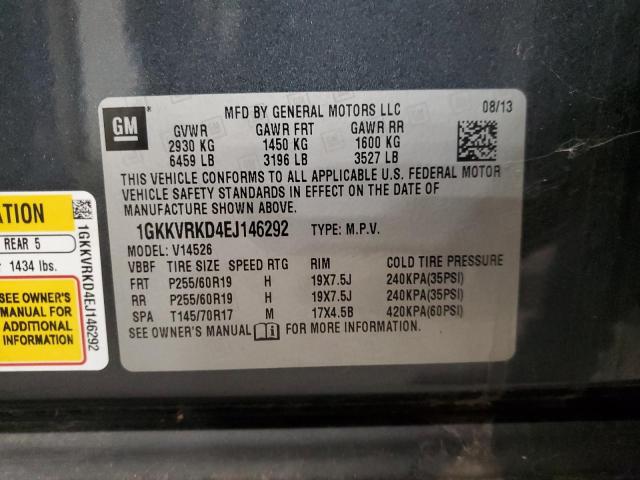 GM
MFD BY GENERAL MOTORS LLC 08/13
GVWR GAWR FRT GAWR RR
2930 KG 1450 KG 1600 KG
6459 LB 3196 LB 3527 LB
THIS VEHICLE CONFORMS TO ALL APPLICABLE U.S. FEDERAL MOTOR
VEHICLE SAFETY STANDARDS IN EFFECT ON THE DATE OF
MANUFACTURE SHOWN ABOVE.
1GKKVRKD4EJ146292 TYPE: M.P.V.
MODEL: V14526
VBBF TIRE SIZE SPEED RTG RIM COLD TIRE PRESSURE
FRT P255/60R19 H 19X7.5J 240KPA(35PSI)
RR P255/60R19 H 19X7.5J 240KPA(35PSI)
SPA T145/70R17 M 17X4.5B 420KPA(60PSI)
SEE OWNER'S MANUAL FOR MORE INFORMATION.
ATION
REAR 5
1434 lbs.
SEE OWNER'S
MANUAL FOR
ADDITIONAL
INFORMATION
1GKKVRKD4EJ146292